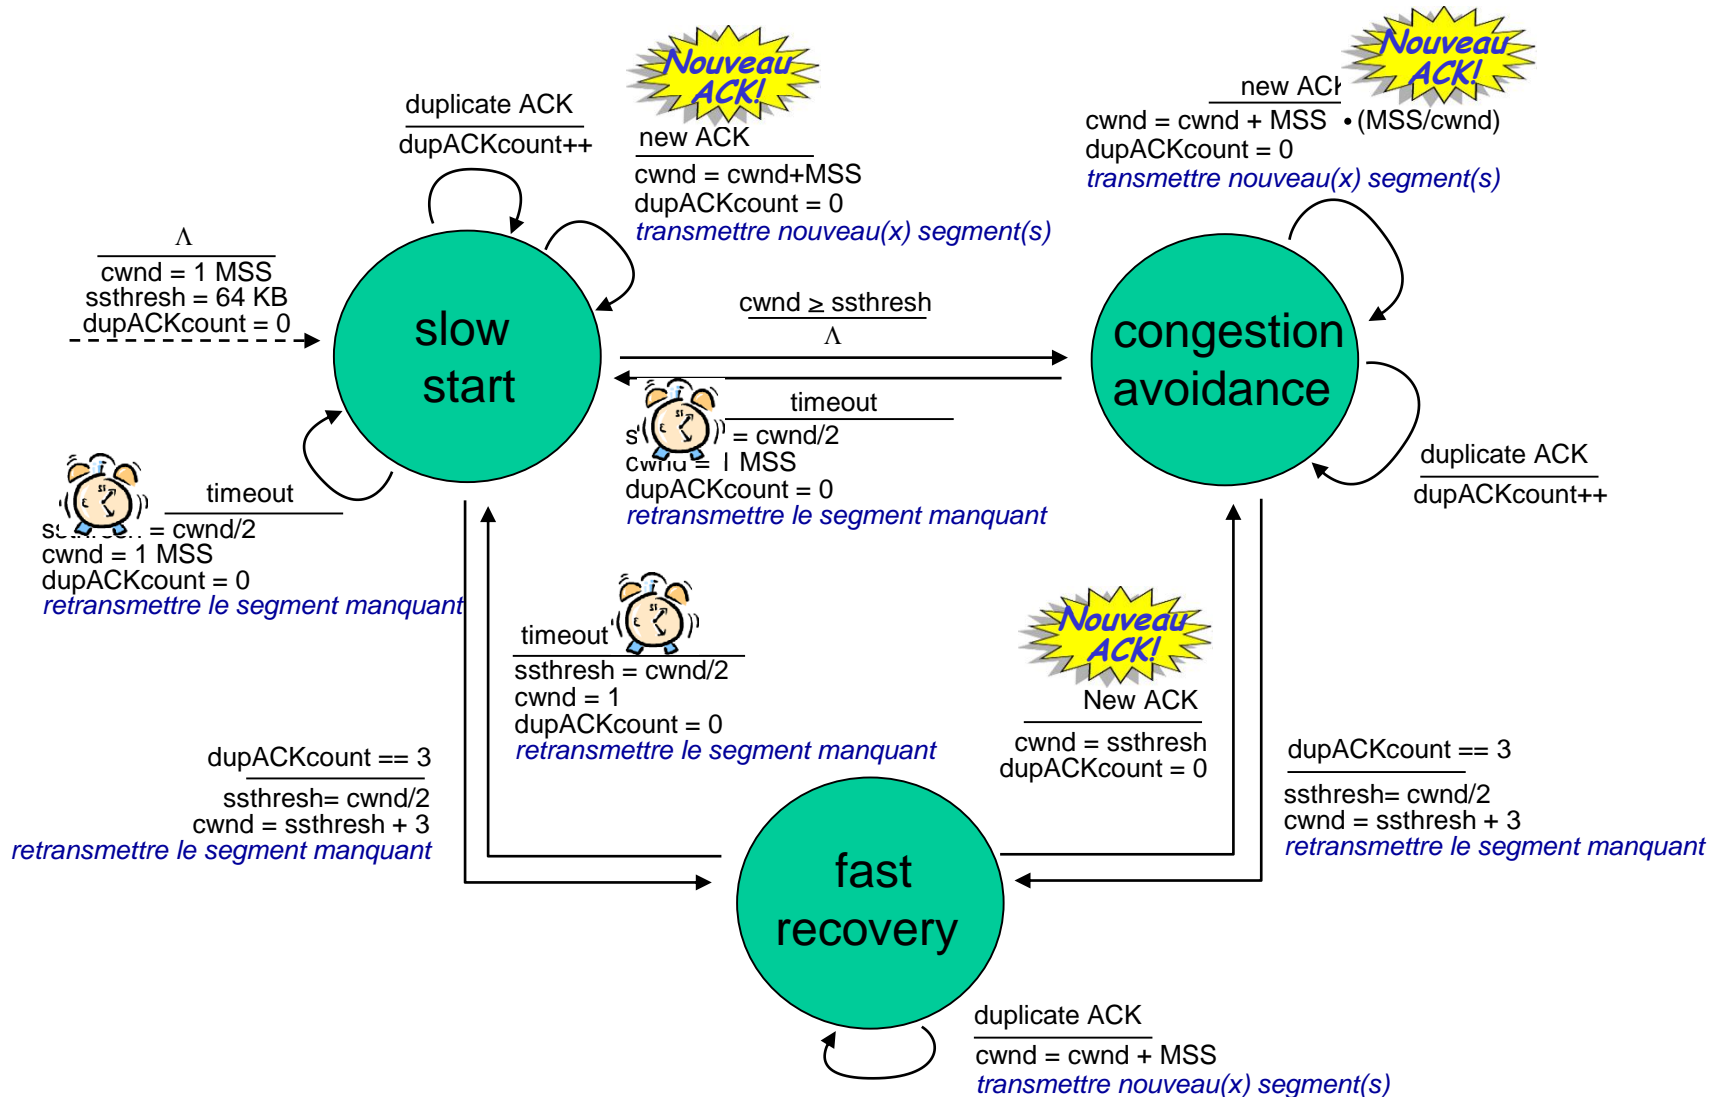 Nouveau
ACK!
duplicate ACK
dupACKcount++
new ACK
cwnd = cwnd+MSS
dupACKcount = 0
transmettre nouveau(x) segment(s)
Nouveau
ACK!
new ACK
cwnd = cwnd + MSS • (MSS/cwnd)
dupACKcount = 0
transmettre nouveau(x) segment(s)
Λ
cwnd = 1 MSS
ssthresh = 64 KB
dupACKcount = 0
slow
start
cwnd ≥ ssthresh
Λ
congestion
avoidance
timeout
= cwnd/2
cwnd = 1 MSS
dupACKcount = 0
retransmettre le segment manquant
duplicate ACK
dupACKcount++
timeout
= cwnd/2
cwnd = 1 MSS
dupACKcount = 0
retransmettre le segment manquant
timeout
ssthresh = cwnd/2
cwnd = 1
dupACKcount = 0
retransmettre le segment manquant
Nouveau
ACK!
New ACK
cwnd = ssthresh
dupACKcount = 0
dupACKcount == 3
ssthresh= cwnd/2
cwnd = ssthresh + 3
retransmettre le segment manquant
dupACKcount == 3
ssthresh= cwnd/2
cwnd = ssthresh + 3
retransmettre le segment manquant
fast
recovery
duplicate ACK
cwnd = cwnd + MSS
transmettre nouveau(x) segment(s)